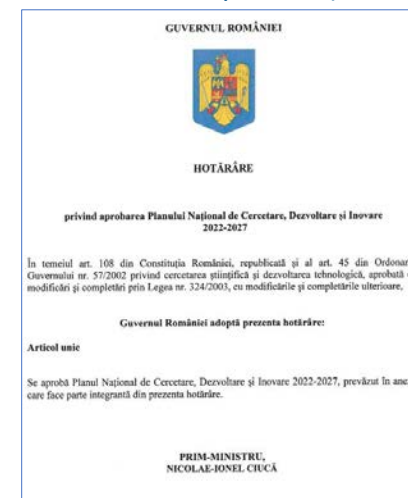 GUVERNUL ROMÂNIEI
HOTĂRÂRE
privind aprobarea Planului Național de Cercetare, Dezvoltare și Inovare
2022-2027
În temeiul art. 108 din Constituția României, republicată și al art. 45 din Ordonan
Guvernului nr. 57/2002 privind cercetarea științifică și dezvoltarea tehnologică, aprobată
modificări și completări prin Legea nr. 324/2003, cu modificările și completările ulterioare,
Guvernul României adoptă prezenta hotărâre:
Articol unic
Se aprobă Planul Național de Cercetare, Dezvoltare și Inovare 2022-2027, prevăzut în ane
care face parte integrantă din prezenta hotărâre.
PRIM-MINISTRU,
NICOLAE-IONEL CIUCĂ